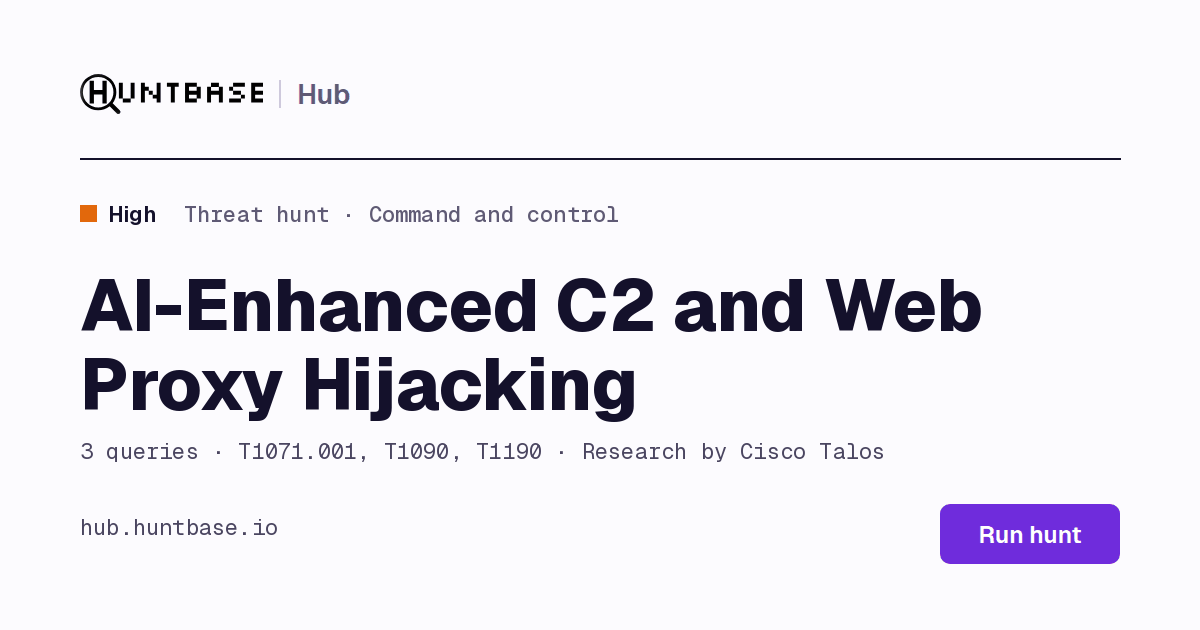 HUNTBASE | Hub
High Threat hunt · Command and control
AI-Enhanced C2 and Web
Proxy Hijacking
3 queries · T1071.001, T1090, T1190 · Research by Cisco Talos
hub.huntbase.io
Run hunt